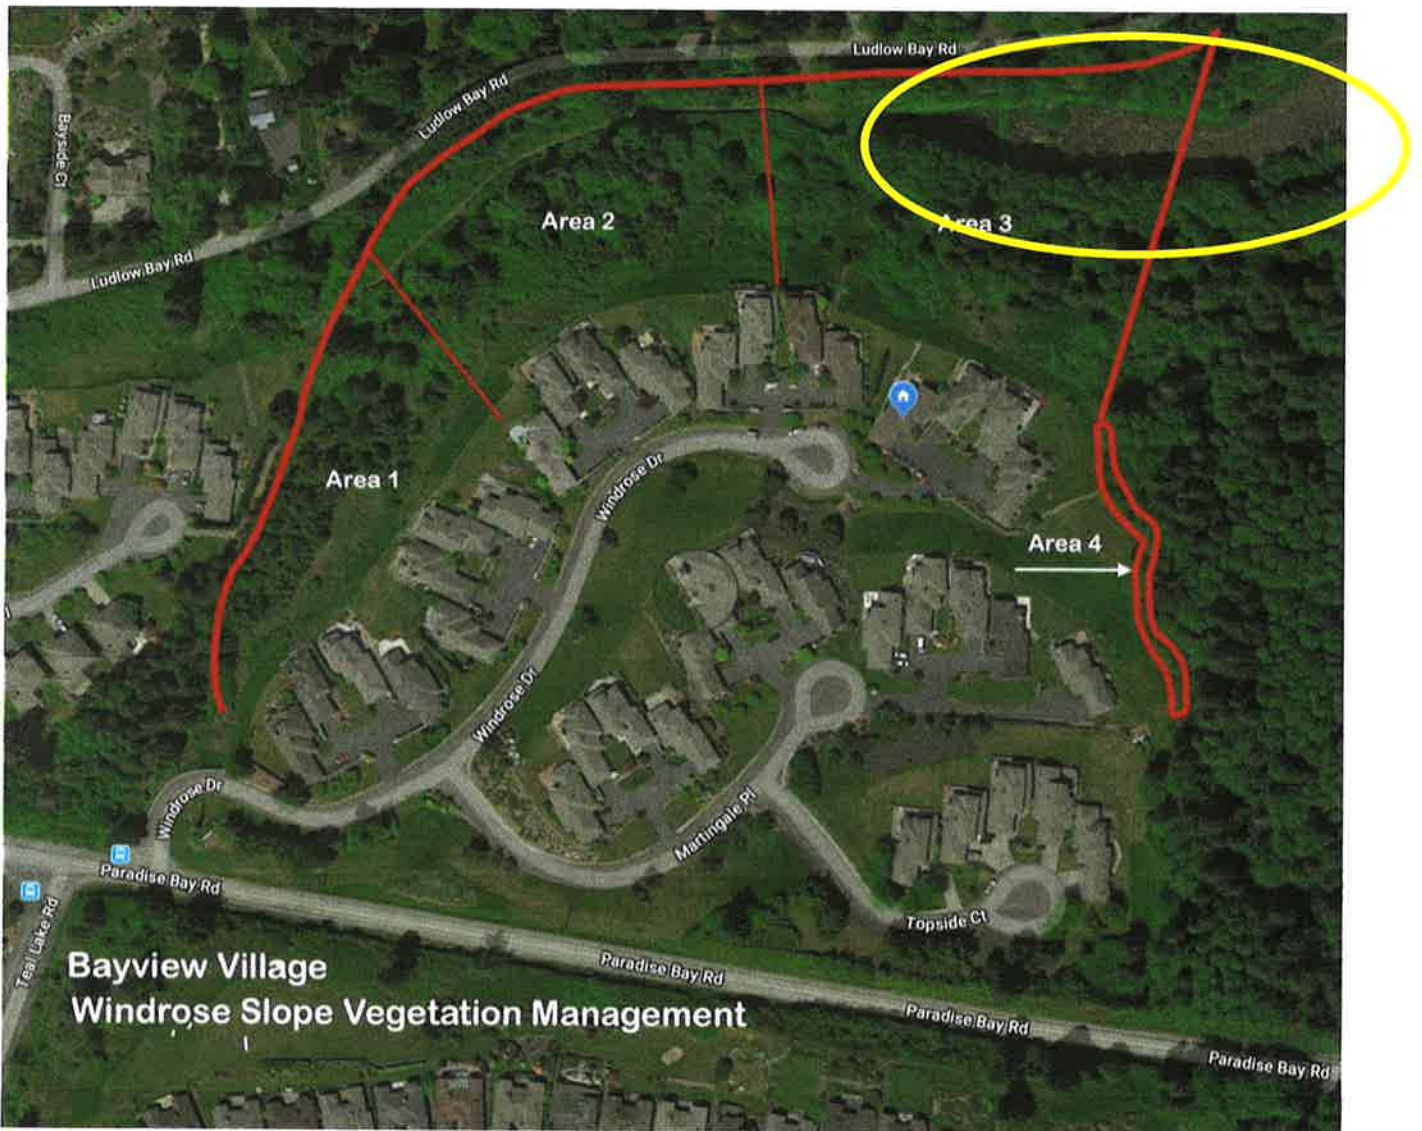 Ludlow Bay Rd
Ludlow Bay Rd
Bayside Ct
Area 2
Area 3
Ludlow Bay Rd
Area 1
Windrose Dr
Area 4
Windrose Dr
Windrose Dr
Martingale Pl
Paradise Bay Rd
Teal Lake Rd
Topside Ct
Bayview Village
Paradise Bay Rd
Windrose Slope Vegetation Management
Paradise Bay Rd
Paradise Bay Rd